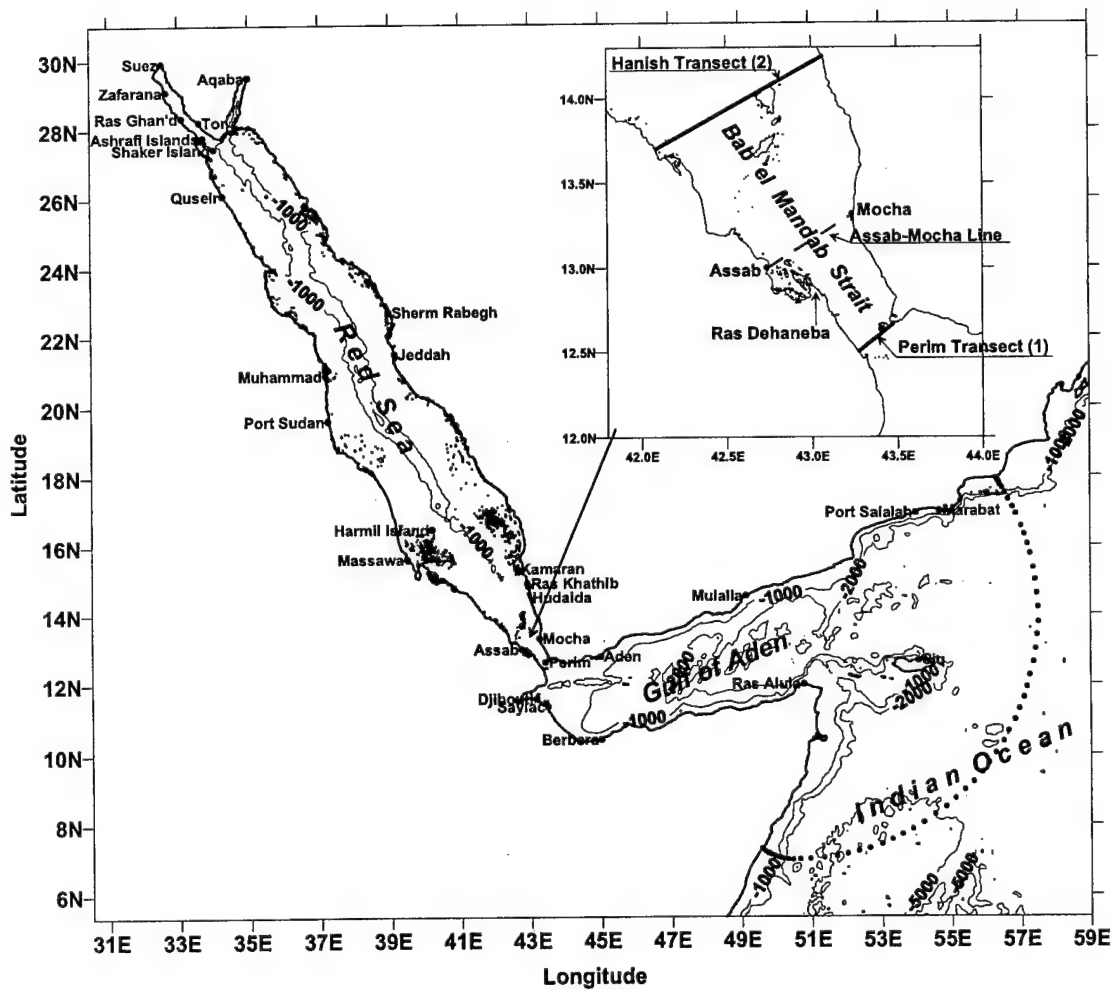 30N
28N
26N
24N
22N
20N
18N
16N
14N
12N
10N
8N
6N
Latitude
31E
33E
35E
37E
39E
41E
43E
45E
47E
49E
51E
53E
55E
57E
59E
Longitude
Suez
Aqaba
Zafarana
Ras Ghan'd
Tor
Ashrafi Islands
Shaker Island
Quseir
-1000
-1000
Sherm Rabegh
Red Sea
Jeddah
Muhammad
Port Sudan
Harmil Island
-1000
Massawa
Kamaran
Ras Khathib
Hudaida
Mocha
Assab
Perim
Aden
Djibouti
Saylac
Berbera
-1000
Gulf of Aden
Ras Alula
Mulalla
-1000
-2000
Port Salalah
Marabat
-1000
-1000
-2000
Indian Ocean
-1000
-5000
-5000
Hanish Transect (2)
14.0N
13.5N
13.0N
12.5N
12.0N
Bab el Mandab Strait
Mocha
Assab-Mocha Line
Assab
Ras Dehaneba
Perim Transect (1)
42.0E
42.5E
43.0E
43.5E
44.0E